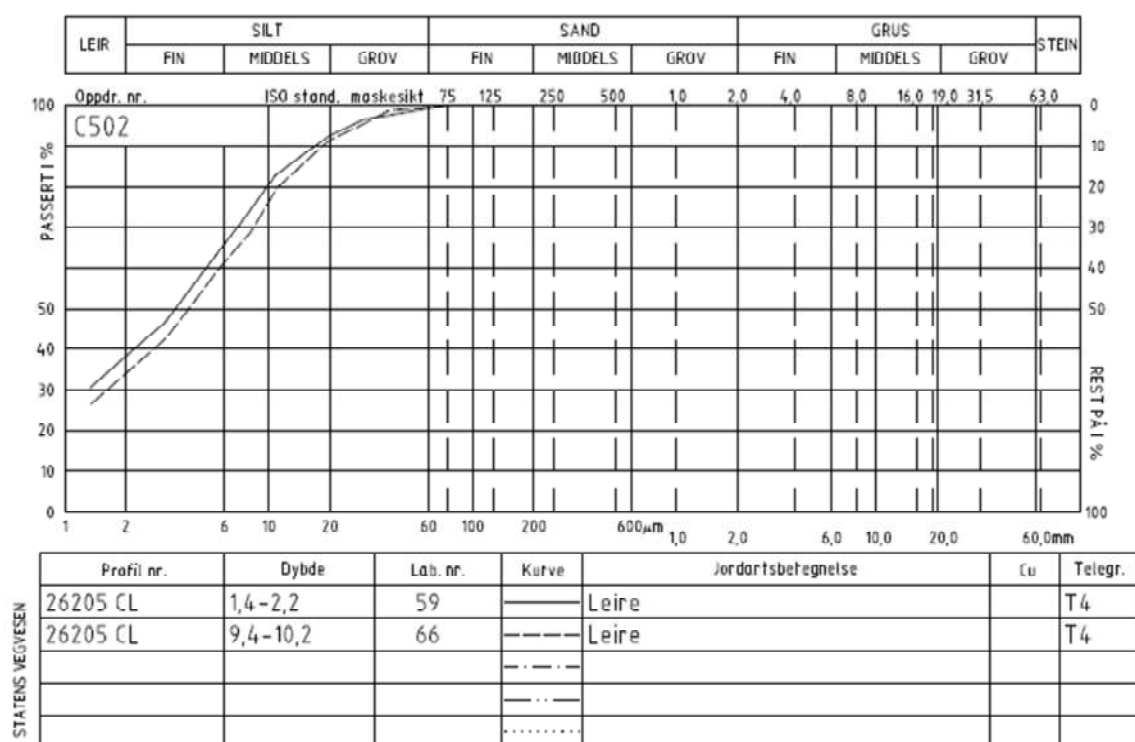 LEIR SILT SAND GRUS STEIN
FIN MIDDELS GROV FIN MIDDELS GROV FIN MIDDELS GROV
Oppdr. nr. ISO stand. maskesikt 75 125 250 500 1,0 2,0 4,0 8,0 16,0 19,0 31,5 63,0
C502
PASSERT I %
100
50
40
30
20
10
0
0
10
20
30
40
50
100
REST PÅ I %
1 2 6 10 20 60 100 200 600µm 1,0 2,0 6,0 10,0 20,0 60,0mm
Profil nr. Dybde Lab. nr. Kurve Jordartsbetegnelse Cu Telegr.
26205 CL 1,4-2,2 59 Leire T4
26205 CL 9,4-10,2 66 Leire T4
STATENS VEGVESEN